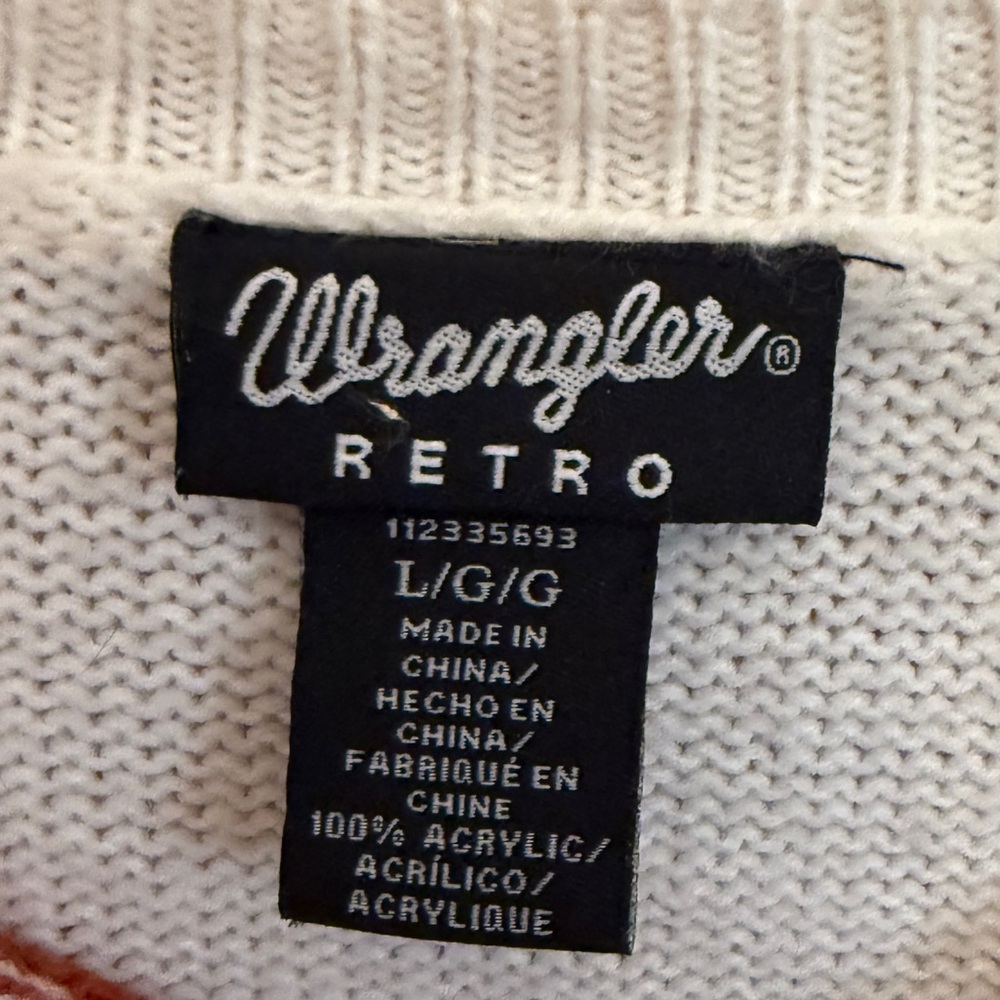 Wrangler®
RETRO
112335693
L/G/G
MADE IN
CHINA/
HECHO EN
CHINA/
FABRIQUÉ EN
CHINE
100% ACRYLIC/
ACRÍLICO/
ACRYLIQUE